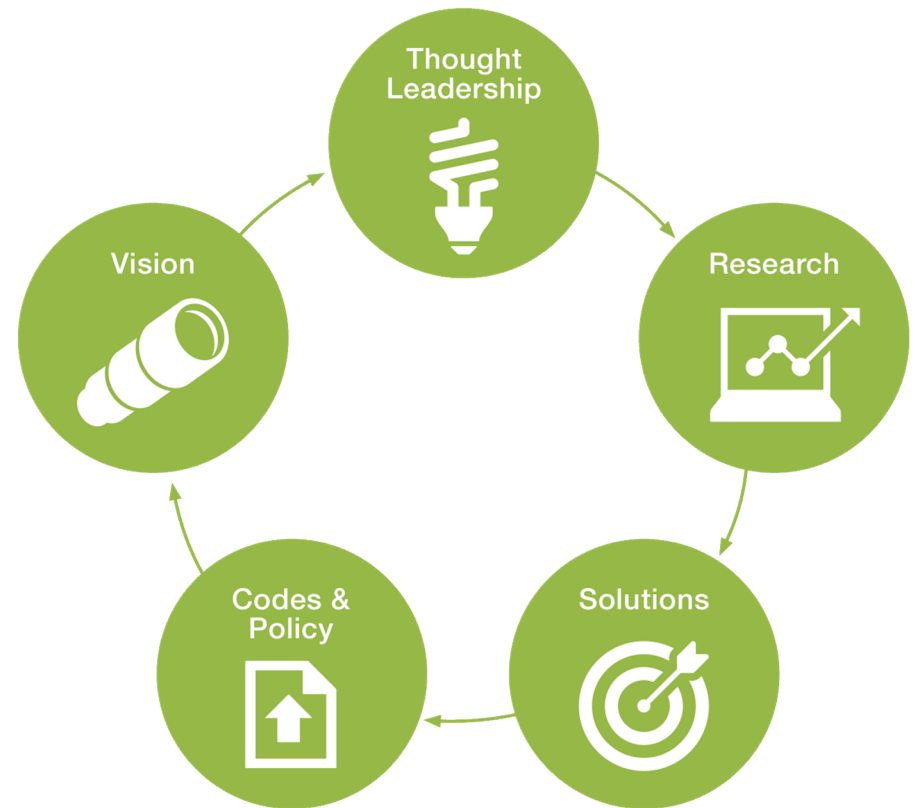 Thought
Leadership
Research
Solutions
Codes &
Policy
Vision